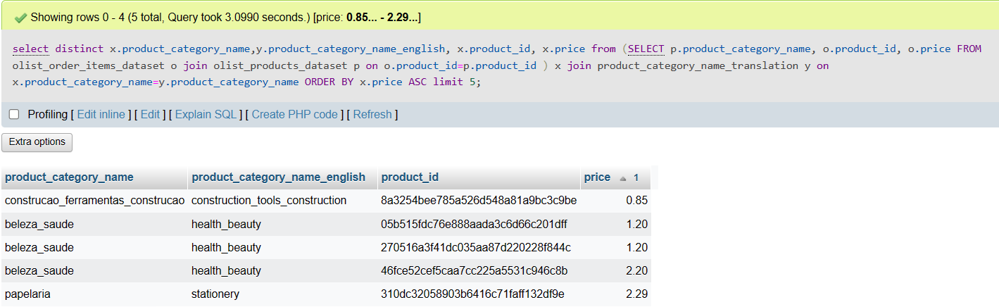 Showing rows 0 - 4 (5 total, Query took 3.0990 seconds.) [price: 0.85... - 2.29...]
select distinct x.product_category_name,y.product_category_name_english, x.product_id, x.price from (SELECT p.product_category_name, o.product_id, o.price FROM
olist_order_items_dataset o join olist_products_dataset p on o.product_id=p.product_id ) x join product_category_name_translation y on
x.product_category_name=y.product_category_name ORDER BY x.price ASC limit 5;
Profiling [ Edit inline ] [ Edit ] [ Explain SQL ] [ Create PHP code ] [ Refresh ]
Extra options
product_category_name product_category_name_english product_id price 1
construcao_ferramentas_construcao construction_tools_construction 8a3254bee785a526d548a81a9bc3c9be 0.85
beleza_saude health_beauty 05b515fdc76e888aada3c6d66c201dff 1.20
beleza_saude health_beauty 270516a3f41dc035aa87d220228f844c 1.20
beleza_saude health_beauty 46fce52cef5caa7cc225a5531c946c8b 2.20
papelaria stationery 310dc32058903b6416c71faff132df9e 2.29